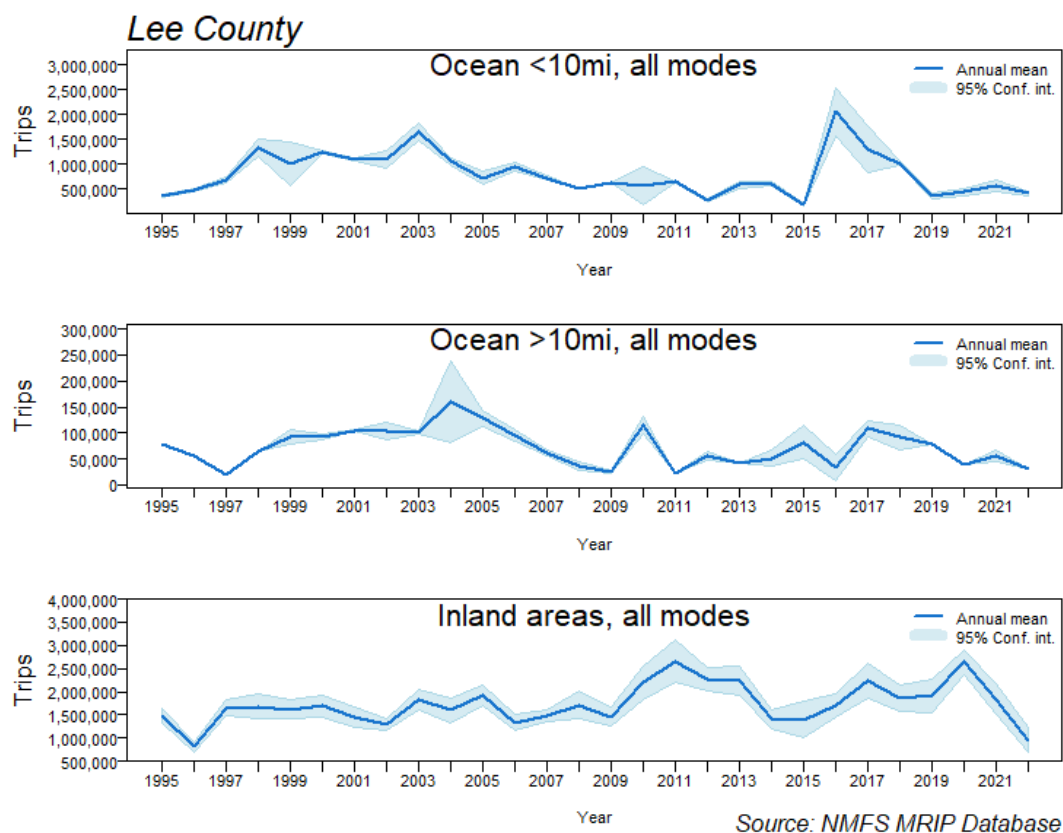 Lee County
Ocean <10mi, all modes
Annual mean
95% Conf. int.
Trips
3,000,000
2,500,000
2,000,000
1,500,000
1,000,000
500,000
1995 1997 1999 2001 2003 2005 2007 2009 2011 2013 2015 2017 2019 2021
Year
Ocean >10mi, all modes
Annual mean
95% Conf. int.
Trips
300,000
250,000
200,000
150,000
100,000
50,000
0
1995 1997 1999 2001 2003 2005 2007 2009 2011 2013 2015 2017 2019 2021
Year
Inland areas, all modes
Annual mean
95% Conf. int.
Trips
4,000,000
3,500,000
3,000,000
2,500,000
2,000,000
1,500,000
1,000,000
500,000
1995 1997 1999 2001 2003 2005 2007 2009 2011 2013 2015 2017 2019 2021
Year
Source: NMFS MRIP Database